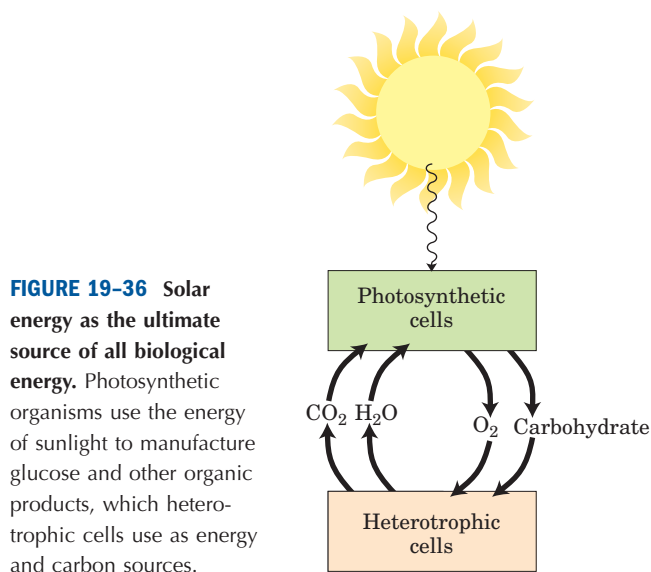 FIGURE 19–36 Solar
energy as the ultimate
source of all biological
energy. Photosynthetic
organisms use the energy
of sunlight to manufacture
glucose and other organic
products, which hetero-
trophic cells use as energy
and carbon sources.
Photosynthetic
cells
CO₂ H₂O O₂ Carbohydrate
Heterotrophic
cells